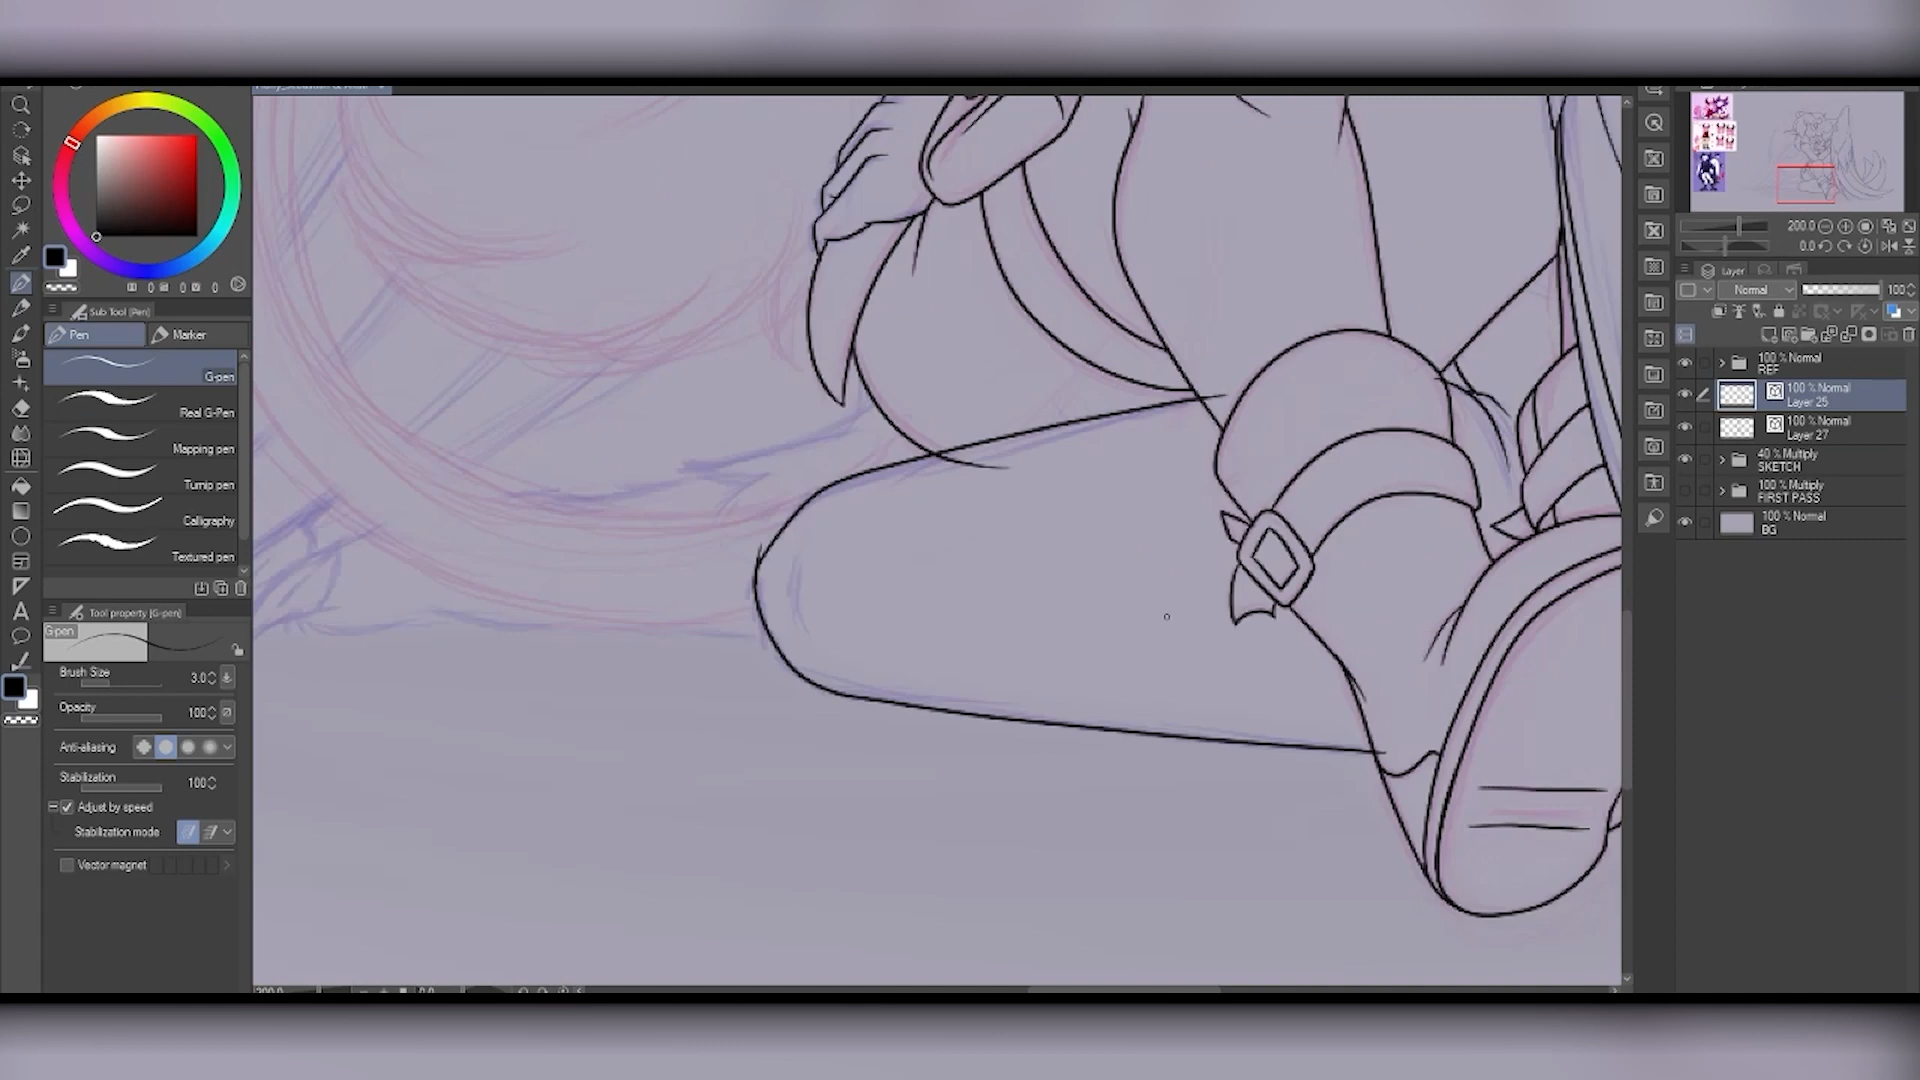 0 0 0
Sub Tool [Pen]
Pen
Marker
G-pen
Real G-Pen
Mapping pen
Turnip pen
Calligraphy
Textured pen
Tool property [G-pen]
G-pen
Brush Size
3.0
Opacity
100
Anti-aliasing
Stabilization
100
Adjust by speed
Stabilization mode
Vector magnet
A
200.0
0.0
Layer
Normal
100
100 % Normal
REF
100 % Normal
Layer 25
100 % Normal
Layer 27
40 % Multiply
SKETCH
100 % Multiply
FIRST PASS
100 % Normal
BG